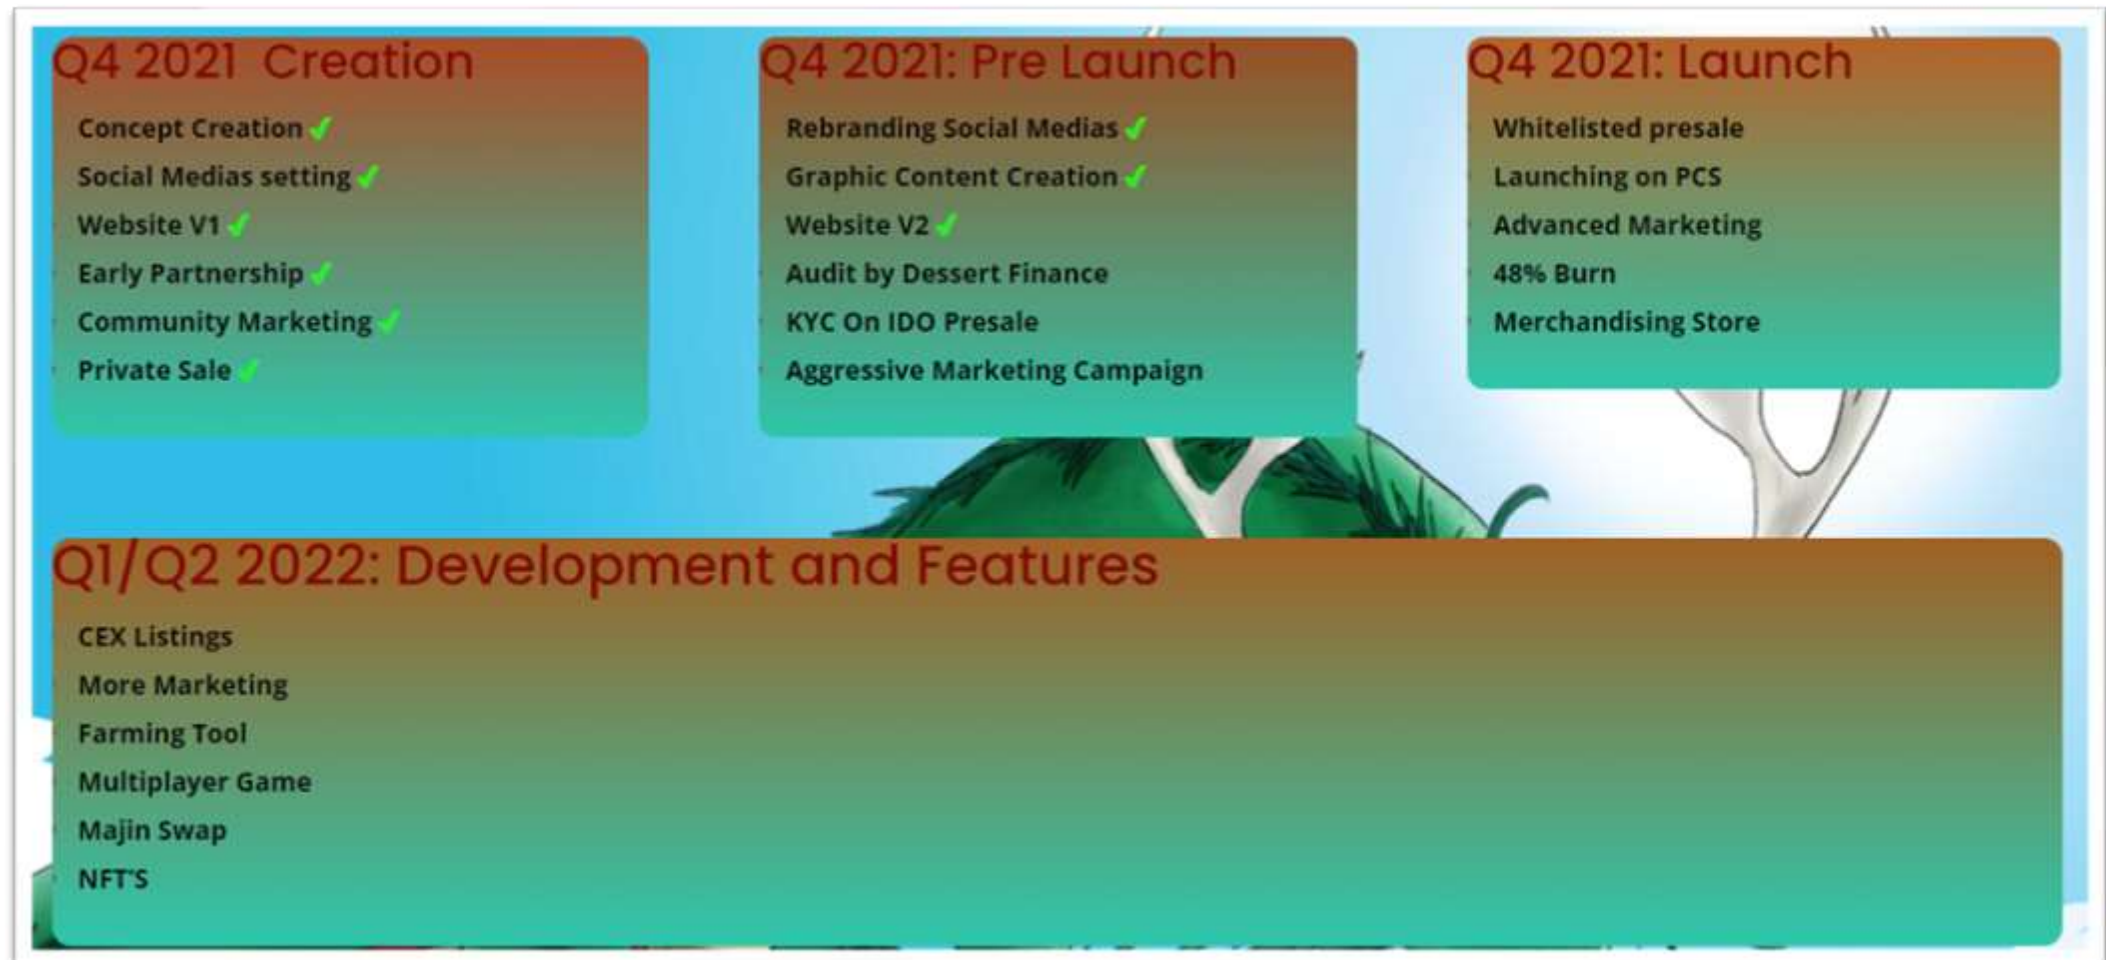 Q4 2021 Creation
Concept Creation ✔
Social Medias setting ✔
Website V1 ✔
Early Partnership ✔
Community Marketing ✔
Private Sale ✔
Q4 2021: Pre Launch
Rebranding Social Medias ✔
Graphic Content Creation ✔
Website V2 ✔
Audit by Dessert Finance
KYC On IDO Presale
Aggressive Marketing Campaign
Q4 2021: Launch
Whitelisted presale
Launching on PCS
Advanced Marketing
48% Burn
Merchandising Store
Q1/Q2 2022: Development and Features
CEX Listings
More Marketing
Farming Tool
Multiplayer Game
Majin Swap
NFT'S